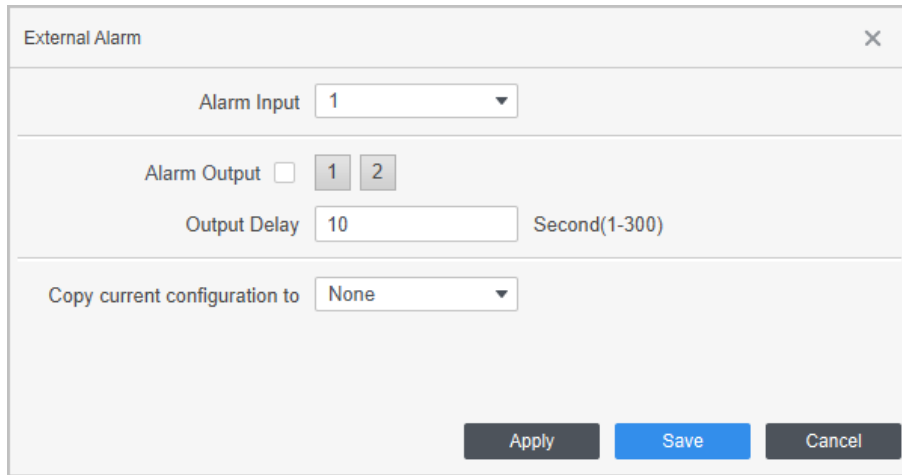 External Alarm
Alarm Input 1
Alarm Output 1 2
Output Delay 10 Second(1-300)
Copy current configuration to None
Apply Save Cancel